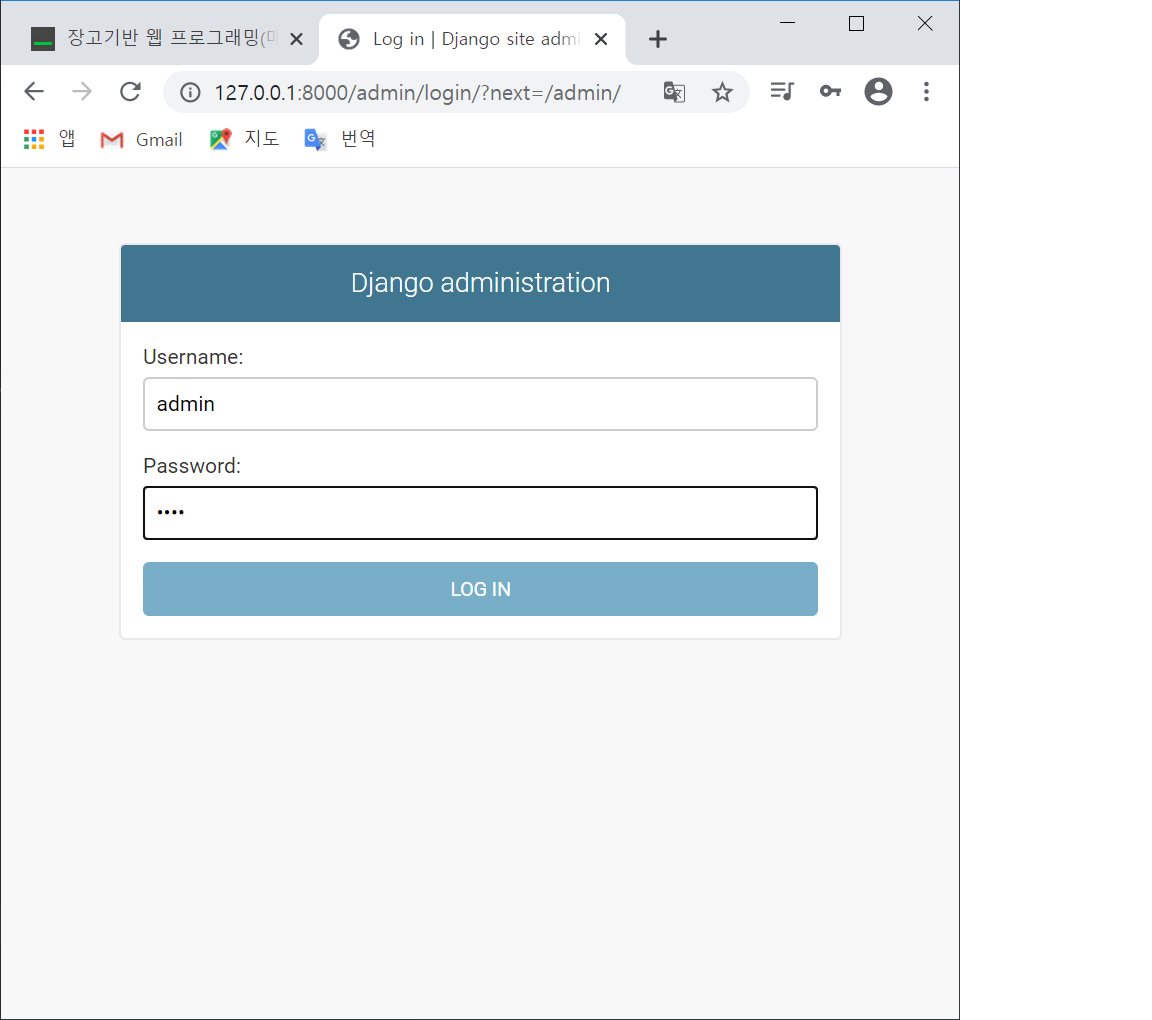 장고기반 웹 프로그래밍(
Log in | Django site admi
127.0.0.1:8000/admin/login/?next=/admin/
앱 Gmail 지도 번역
Django administration
Username:
admin
Password:
••••
LOG IN